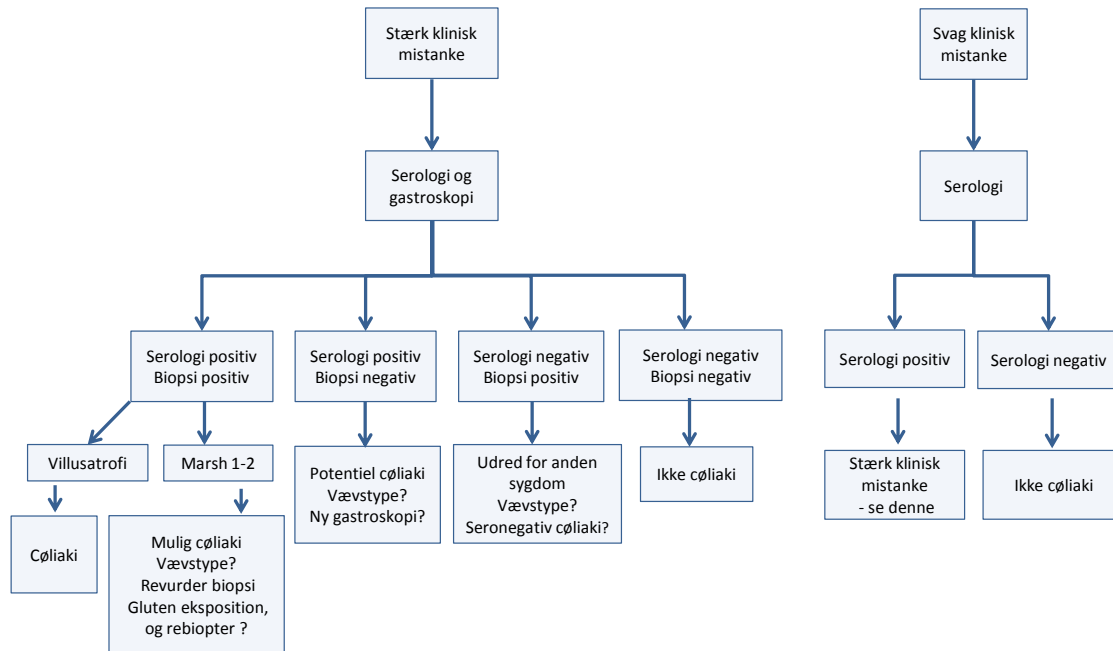 Stærk klinisk
mistanke
Svag klinisk
mistanke
Serologi og
gastroskopi
Serologi
Serologi positiv
Biopsi positiv
Serologi positiv
Biopsi negativ
Serologi negativ
Biopsi positiv
Serologi negativ
Biopsi negativ
Serologi positiv
Serologi negativ
Villusatrofi
Marsh 1-2
Potentiel cøliaki
Vævstype?
Ny gastroskopi?
Udred for anden
sygdom
Vævstype?
Seronegativ cøliaki?
Ikke cøliaki
Stærk klinisk
mistanke
- se denne
Ikke cøliaki
Cøliaki
Mulig cøliaki
Vævstype?
Revurder biopsi
Gluten eksposition,
og rebiopter ?